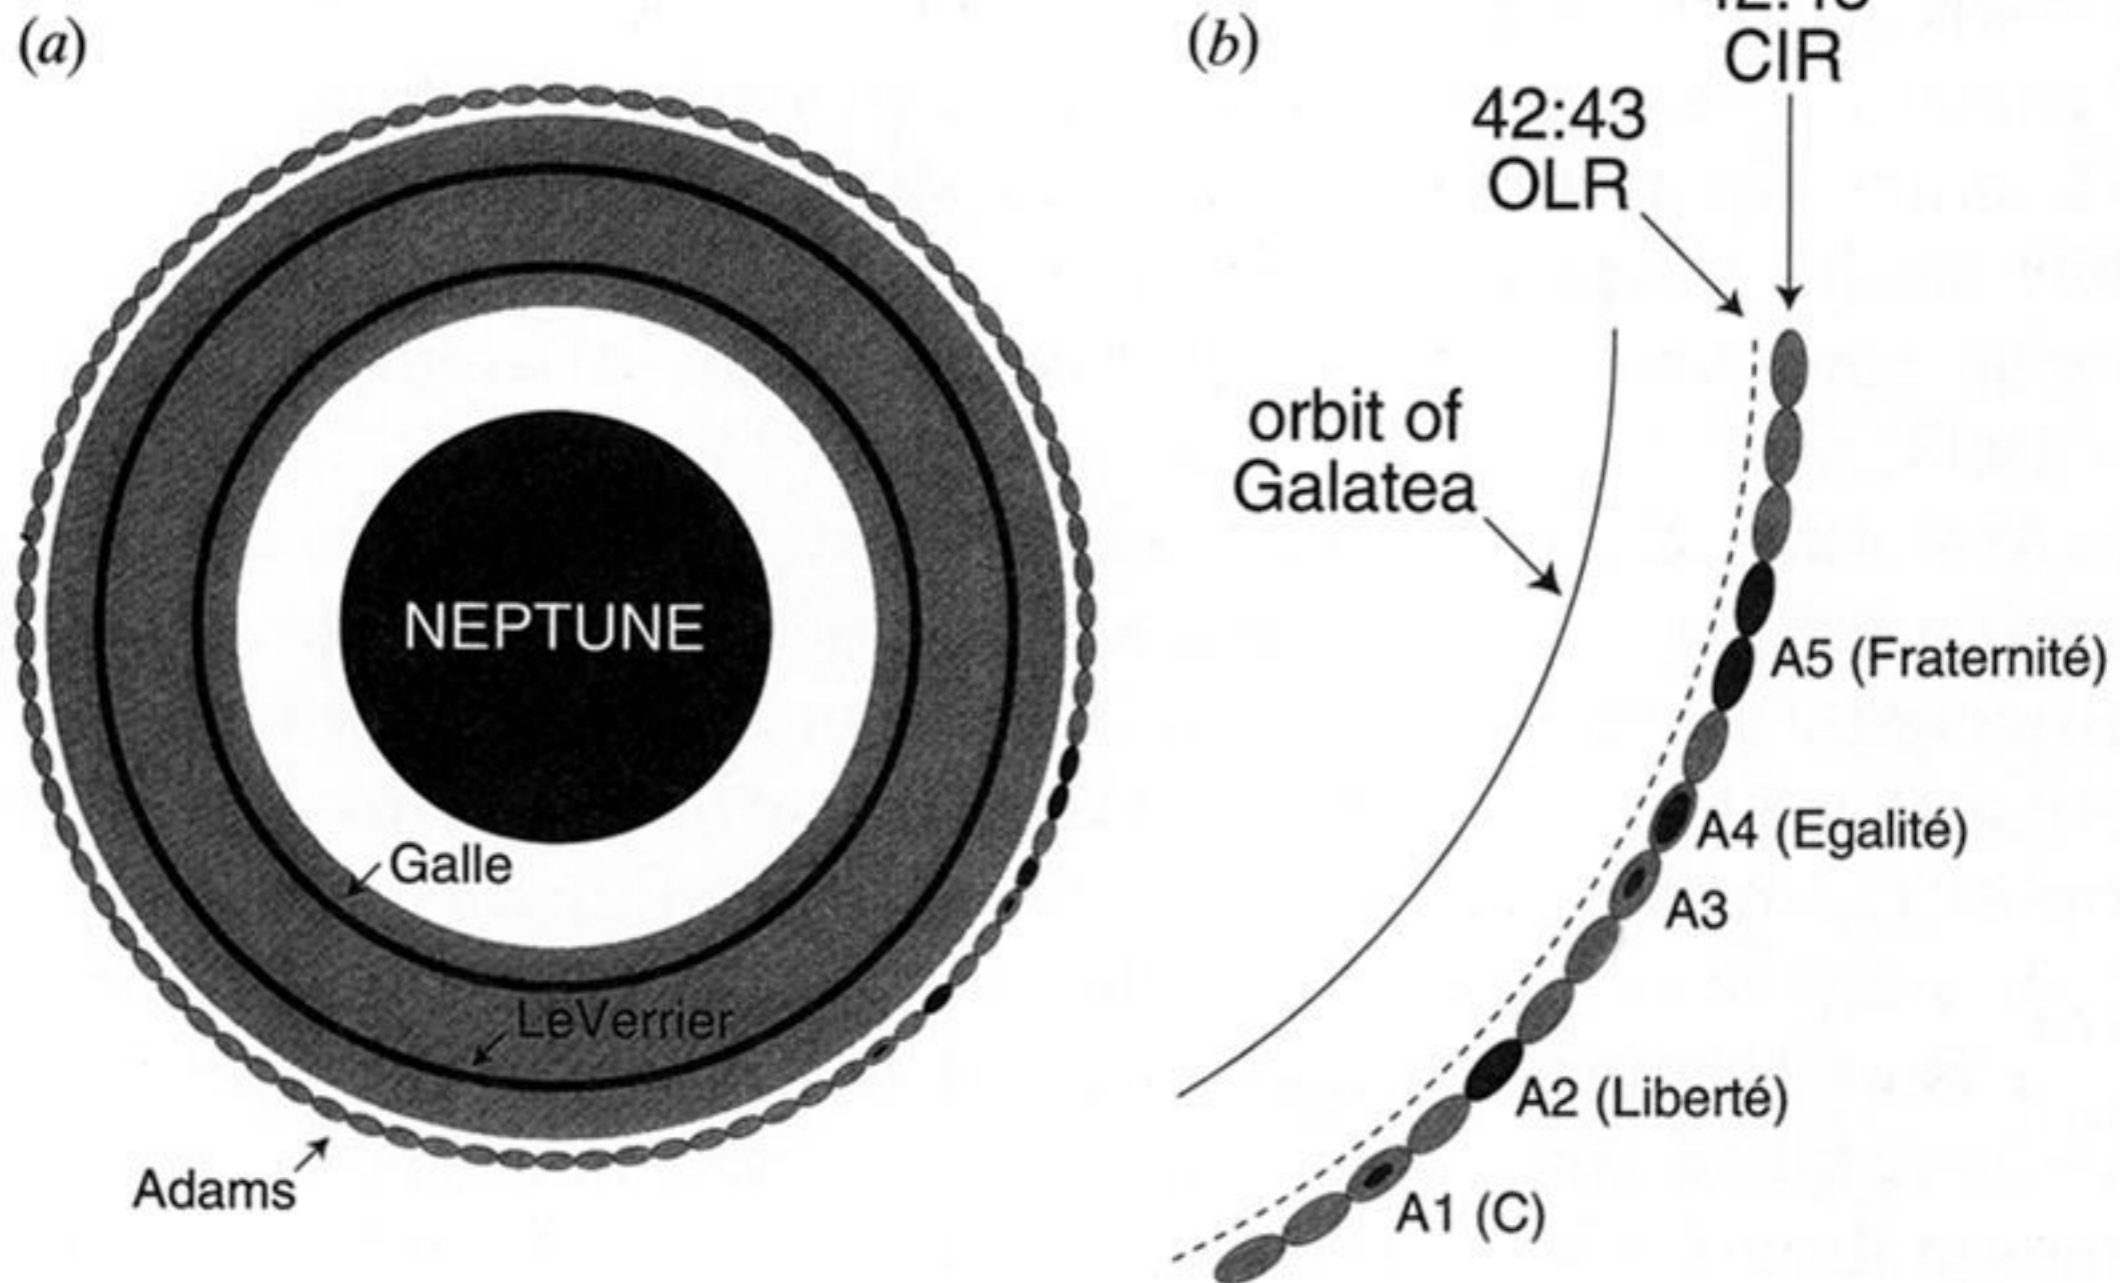 (a)
NEPTUNE
Galle
LeVerrier
Adams
(b)
CIR
42:43
OLR
orbit of
Galatea
A5 (Fraternité)
A4 (Egalité)
A3
A2 (Liberté)
A1 (C)